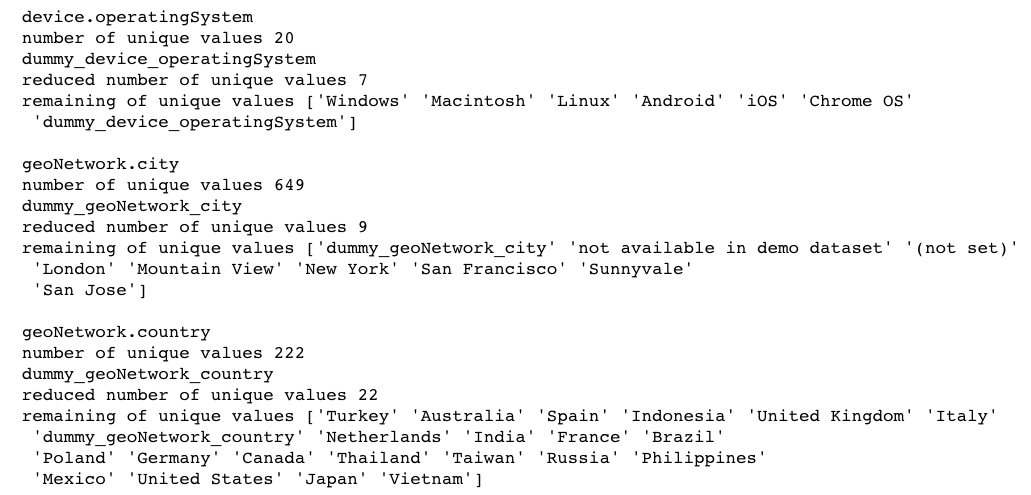 device.operatingSystem
number of unique values 20
dummy_device_operatingSystem
reduced number of unique values 7
remaining of unique values ['Windows' 'Macintosh' 'Linux' 'Android' 'iOS' 'Chrome OS'
 'dummy_device_operatingSystem']
geoNetwork.city
number of unique values 649
dummy_geoNetwork_city
reduced number of unique values 9
remaining of unique values ['dummy_geoNetwork_city' 'not available in demo dataset' '(not set)'
 'London' 'Mountain View' 'New York' 'San Francisco' 'Sunnyvale'
 'San Jose']
geoNetwork.country
number of unique values 222
dummy_geoNetwork_country
reduced number of unique values 22
remaining of unique values ['Turkey' 'Australia' 'Spain' 'Indonesia' 'United Kingdom' 'Italy'
 'dummy_geoNetwork_country' 'Netherlands' 'India' 'France' 'Brazil'
 'Poland' 'Germany' 'Canada' 'Thailand' 'Taiwan' 'Russia' 'Philippines'
 'Mexico' 'United States' 'Japan' 'Vietnam']